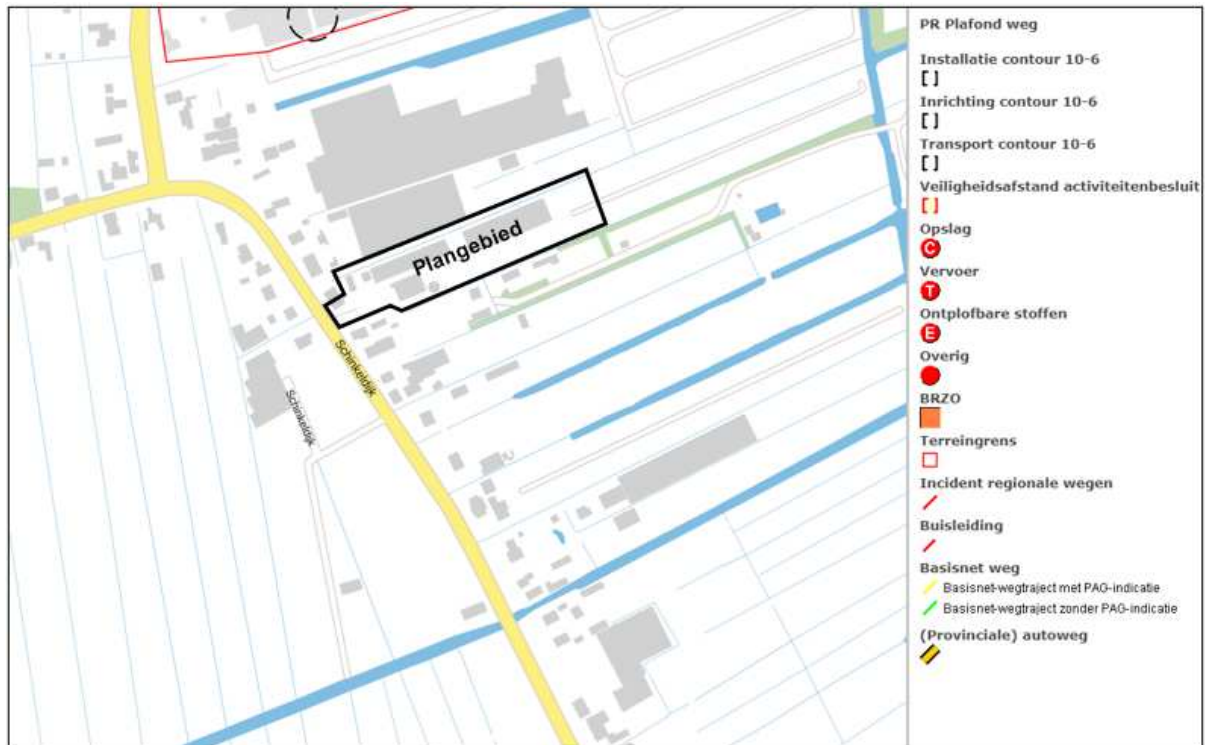 Plangebied
Schinkeldijk
Schinkeldijk
PR Plafond weg
Installatie contour 10-6
Inrichting contour 10-6
Transport contour 10-6
Veiligheidsafstand activiteitenbesluit
Opslag
C
Vervoer
T
Ontplofbare stoffen
E
Overig
BRZO
Terreingrens
Incident regionale wegen
Buisleiding
Basisnet weg
Basisnet-wegtraject met PAG-indicatie
Basisnet-wegtraject zonder PAG-indicatie
(Provinciale) autoweg